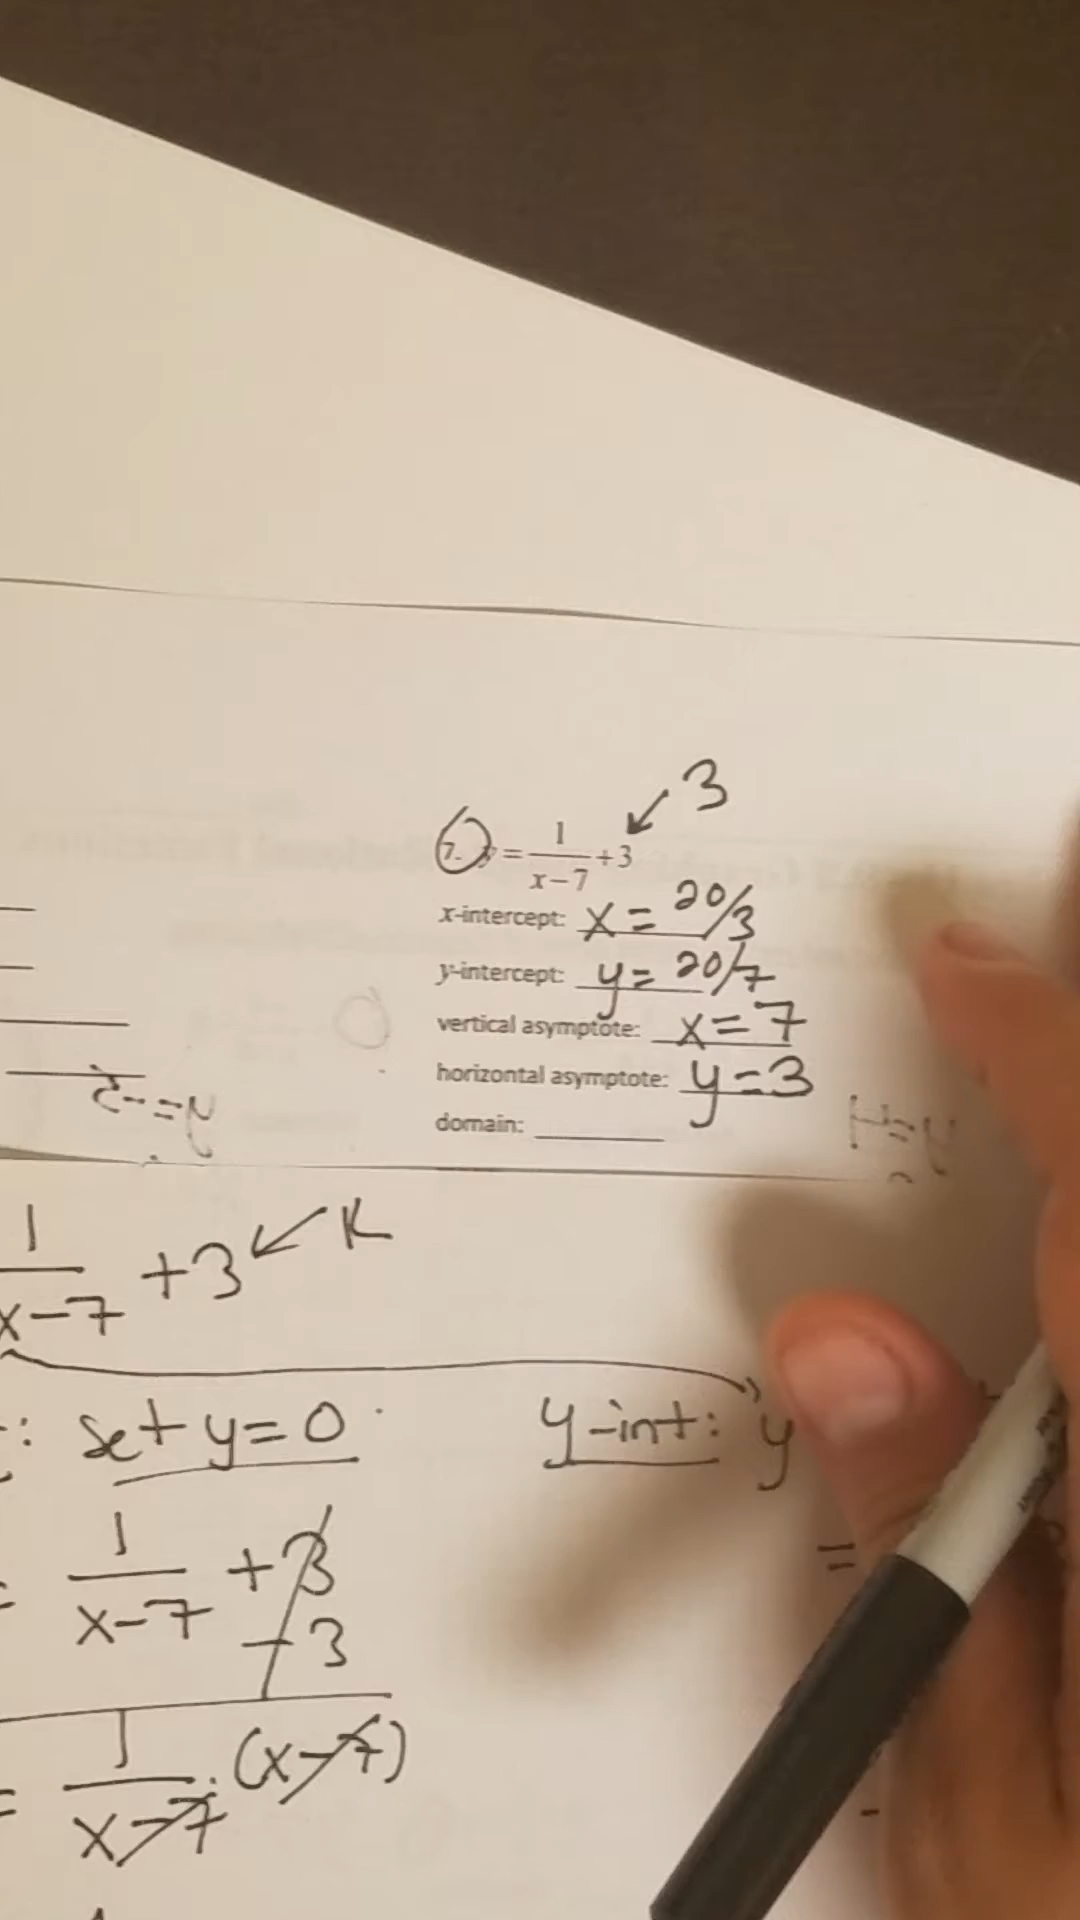 3
7. y = 1/(x−7) +3
x-intercept: x = 20/3
y-intercept: y = 20/7
vertical asymptote: x = 7
horizontal asymptote: y = 3
domain:
1/(x−7) +3 ← K
: set y = 0
y-int: y
= 1/(x−7) + 3
=
− 3
= 1/(x−7) · (x−7)